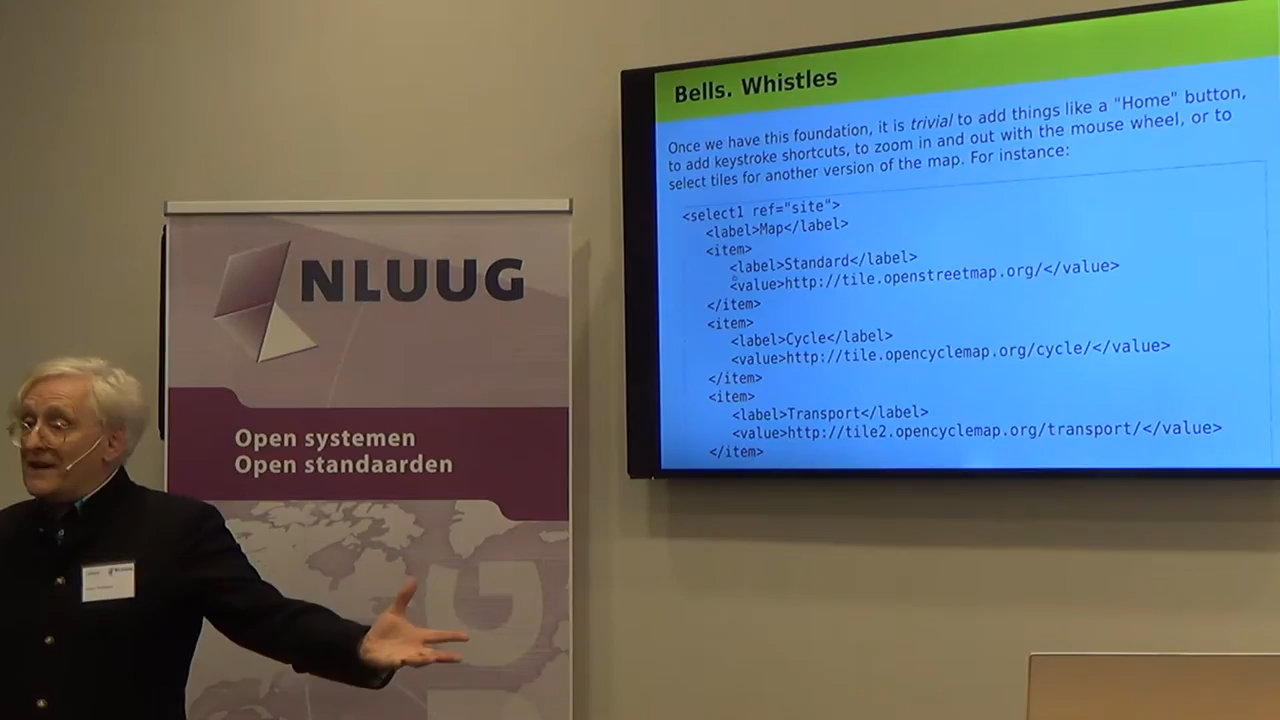 Bells. Whistles
Once we have this foundation, it is trivial to add things like a "Home" button,
to add keystroke shortcuts, to zoom in and out with the mouse wheel, or to
select tiles for another version of the map. For instance:
<select1 ref="site">
<label>Map</label>
<item>
<label>Standard</label>
<value>http://tile.openstreetmap.org/</value>
</item>
<item>
<label>Cycle</label>
<value>http://tile.opencyclemap.org/cycle/</value>
</item>
<item>
<label>Transport</label>
<value>http://tile2.opencyclemap.org/transport/</value>
</item>
NLUUG
Open systemen
Open standaarden